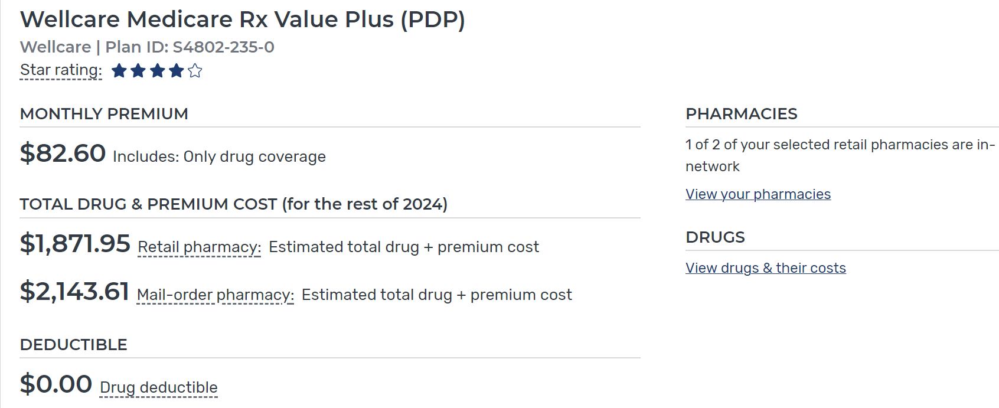 Wellcare Medicare Rx Value Plus (PDP)
Wellcare | Plan ID: S4802-235-0
Star rating:
MONTHLY PREMIUM
$82.60 Includes: Only drug coverage
TOTAL DRUG & PREMIUM COST (for the rest of 2024)
$1,871.95 Retail pharmacy: Estimated total drug + premium cost
$2,143.61 Mail-order pharmacy: Estimated total drug + premium cost
DEDUCTIBLE
$0.00 Drug deductible
PHARMACIES
1 of 2 of your selected retail pharmacies are in-
network
View your pharmacies
DRUGS
View drugs & their costs